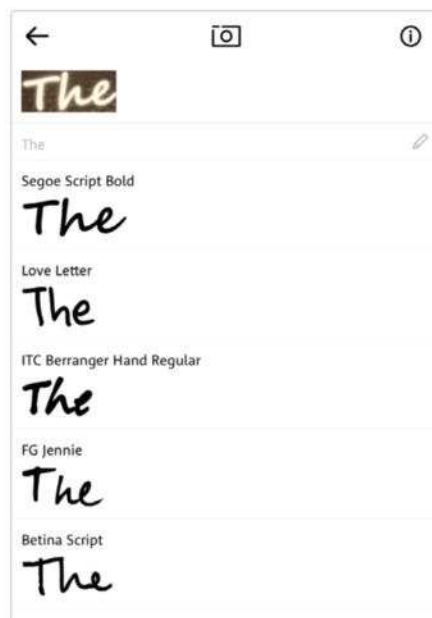 The
The
Segoe Script Bold
The
Love Letter
The
ITC Berranger Hand Regular
The
FG Jennie
The
Betina Script
The